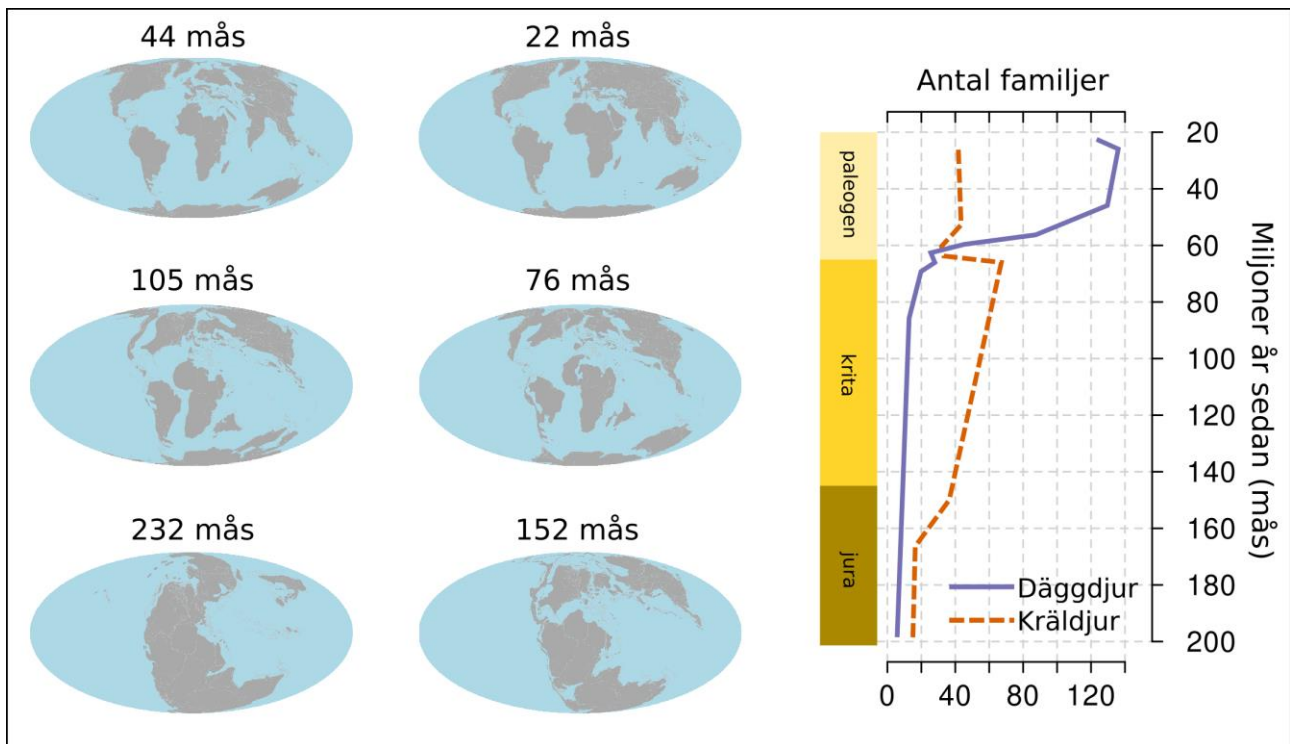 44 mås
22 mås
105 mås
76 mås
232 mås
152 mås
Antal familjer
paleogen
krita
jura
20
40
60
80
100
120
140
160
180
200
Miljoner år sedan (mås)
Däggdjur
Kräldjur
0 40 80 120